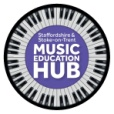 Staffordshire &
Stoke-on-Trent
MUSIC
EDUCATION
HUB